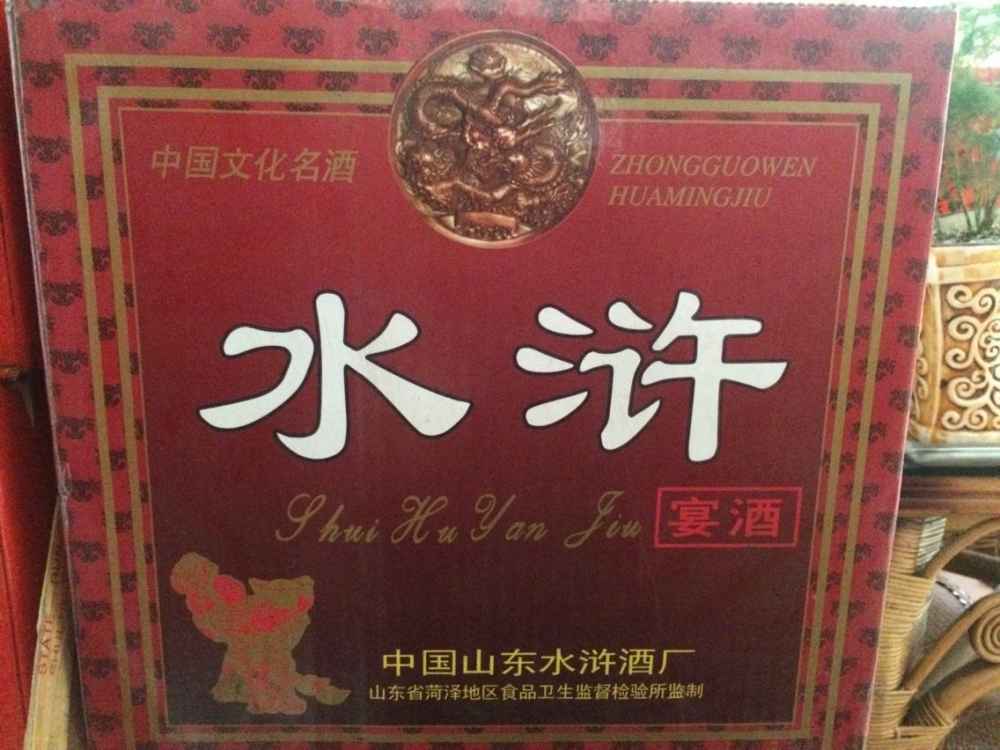 中国文化名酒
ZHONGGUOWEN
HUAMINGJIU
水浒
Shui Hu Yan Jiu 宴酒
中国山东水浒酒厂
山东省菏泽地区食品卫生监督检验所监制